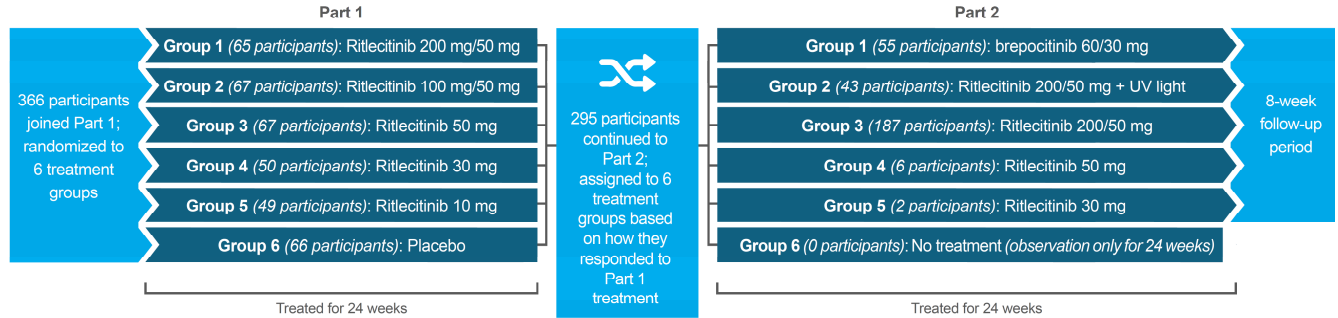 Part 1
Part 2
366 participants
joined Part 1;
randomized to
6 treatment
groups
Group 1 (65 participants): Ritlecitinib 200 mg/50 mg
Group 2 (67 participants): Ritlecitinib 100 mg/50 mg
Group 3 (67 participants): Ritlecitinib 50 mg
Group 4 (50 participants): Ritlecitinib 30 mg
Group 5 (49 participants): Ritlecitinib 10 mg
Group 6 (66 participants): Placebo
Treated for 24 weeks
295 participants
continued to
Part 2;
assigned to 6
treatment
groups based
on how they
responded to
Part 1
treatment
Group 1 (55 participants): brepocitinib 60/30 mg
Group 2 (43 participants): Ritlecitinib 200/50 mg + UV light
Group 3 (187 participants): Ritlecitinib 200/50 mg
Group 4 (6 participants): Ritlecitinib 50 mg
Group 5 (2 participants): Ritlecitinib 30 mg
Group 6 (0 participants): No treatment (observation only for 24 weeks)
Treated for 24 weeks
8-week
follow-up
period